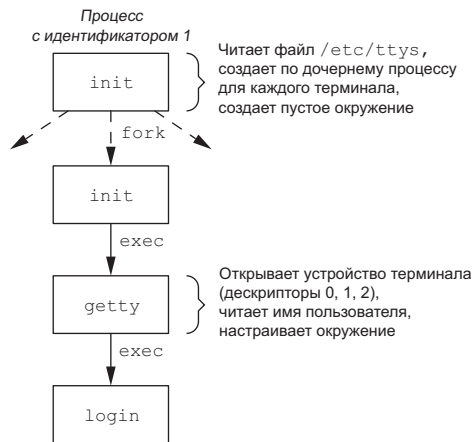 Процесс
с идентификатором 1
init
Читает файл /etc/ttys,
создает по дочернему процессу
для каждого терминала,
создает пустое окружение
fork
init
exec
getty
Открывает устройство терминала
(дескрипторы 0, 1, 2),
читает имя пользователя,
настраивает окружение
exec
login